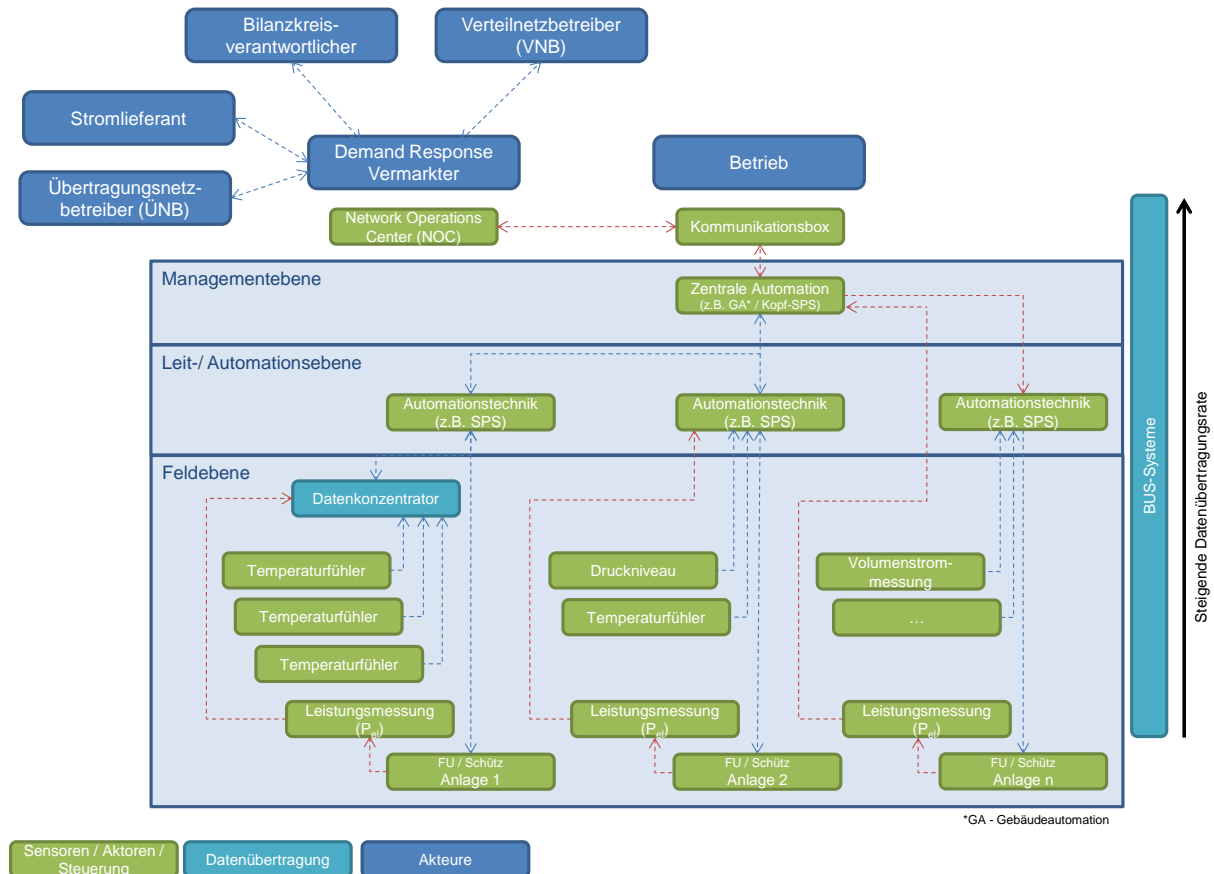 Bilanzkreis-
verantwortlicher
Verteilnetzbetreiber
(VNB)
Stromlieferant
Demand Response
Vermarkter
Betrieb
Übertragungsnetz-
betreiber (ÜNB)
Network Operations
Center (NOC)
Kommunikationsbox
Managementebene
Zentrale Automation
(z.B. GA* / Kopf-SPS)
Leit-/ Automationsebene
Automationstechnik
(z.B. SPS)
Automationstechnik
(z.B. SPS)
Automationstechnik
(z.B. SPS)
Feldebene
Datenkonzentrator
Temperaturfühler
Temperaturfühler
Temperaturfühler
Druckniveau
Temperaturfühler
Volumenstrom-
messung
…
Leistungsmessung
(Pel)
Leistungsmessung
(Pel)
Leistungsmessung
(Pel)
FU / Schütz
Anlage 1
FU / Schütz
Anlage 2
FU / Schütz
Anlage n
BUS-Systeme
Steigende Datenübertragungsrate
*GA - Gebäudeautomation
Sensoren / Aktoren /
Steuerung
Datenübertragung
Akteure